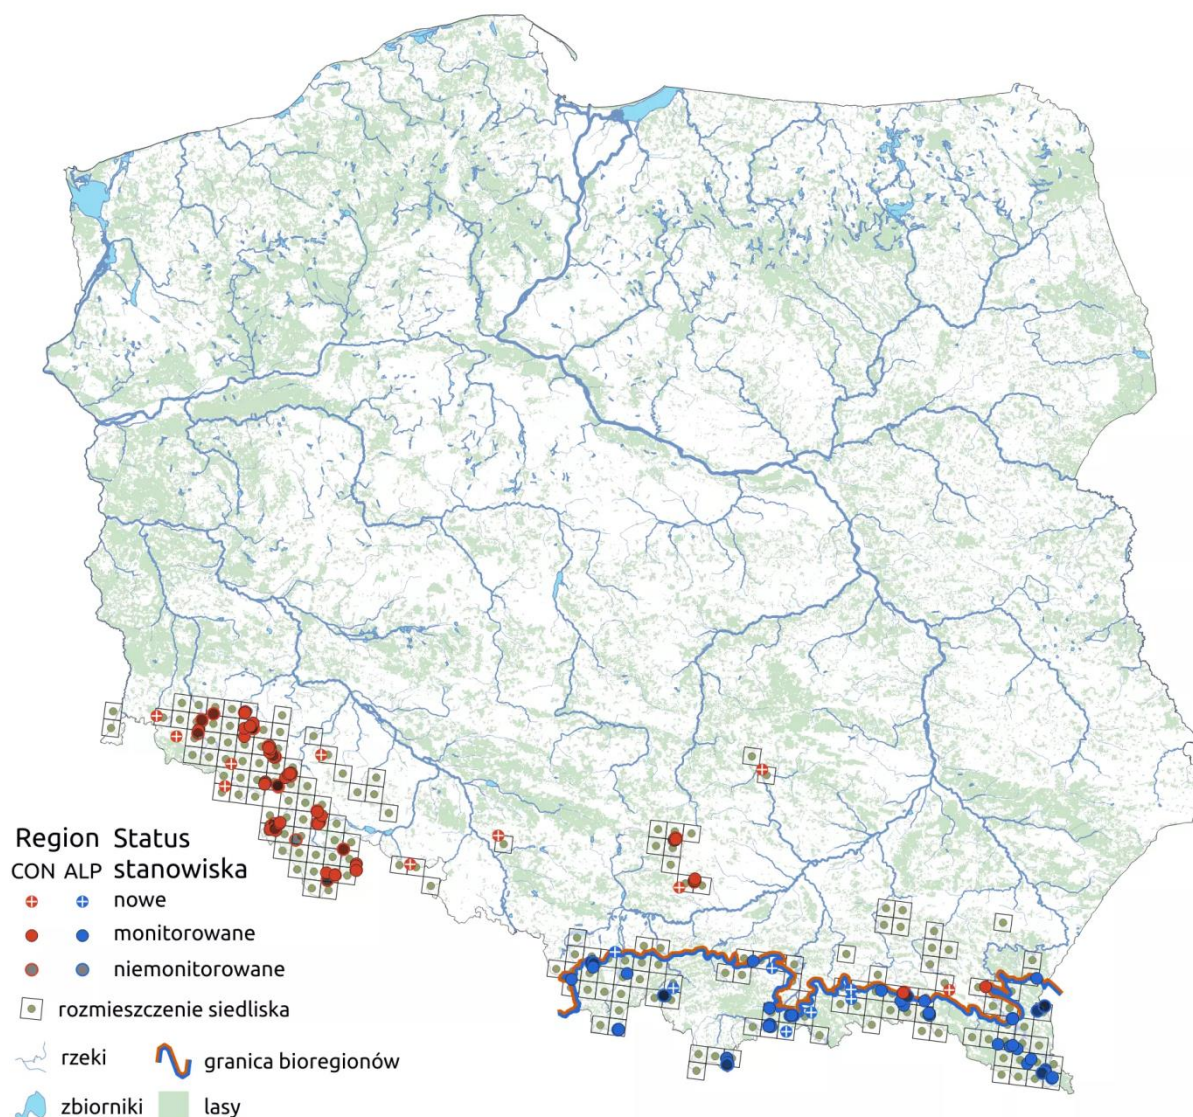 Region Status
CON ALP stanowiska
nowe
monitorowane
niemonitorowane
rozmieszczenie siedliska
rzeki granica bioregionów
zbiorniki lasy